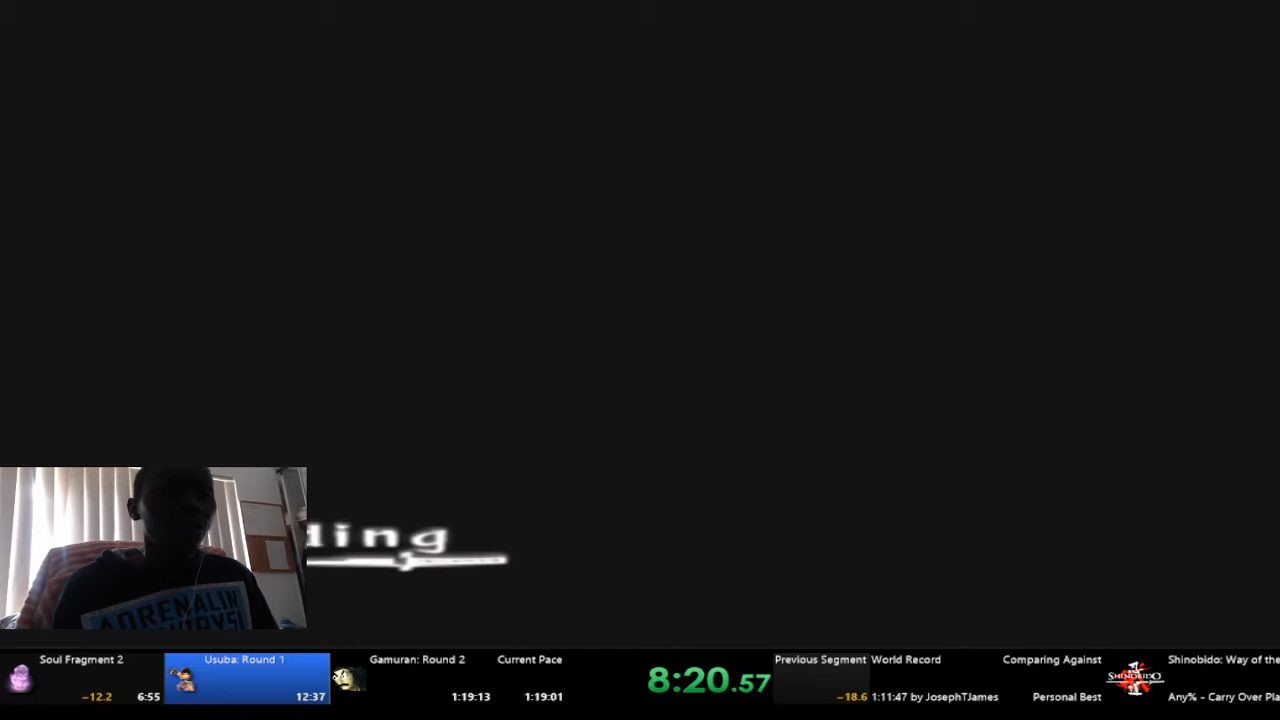 ding
ADRENALIN
Soul Fragment 2
−12.2 6:55
Usuba: Round 1
12:37
Gamuran: Round 2
1:19:13
Current Pace
1:19:01
8:20.57
Previous Segment
−18.6
World Record
1:11:47 by JosephTJames
Comparing Against
Personal Best
SHINOBIDO
Shinobido: Way of the
Any% - Carry Over Pla